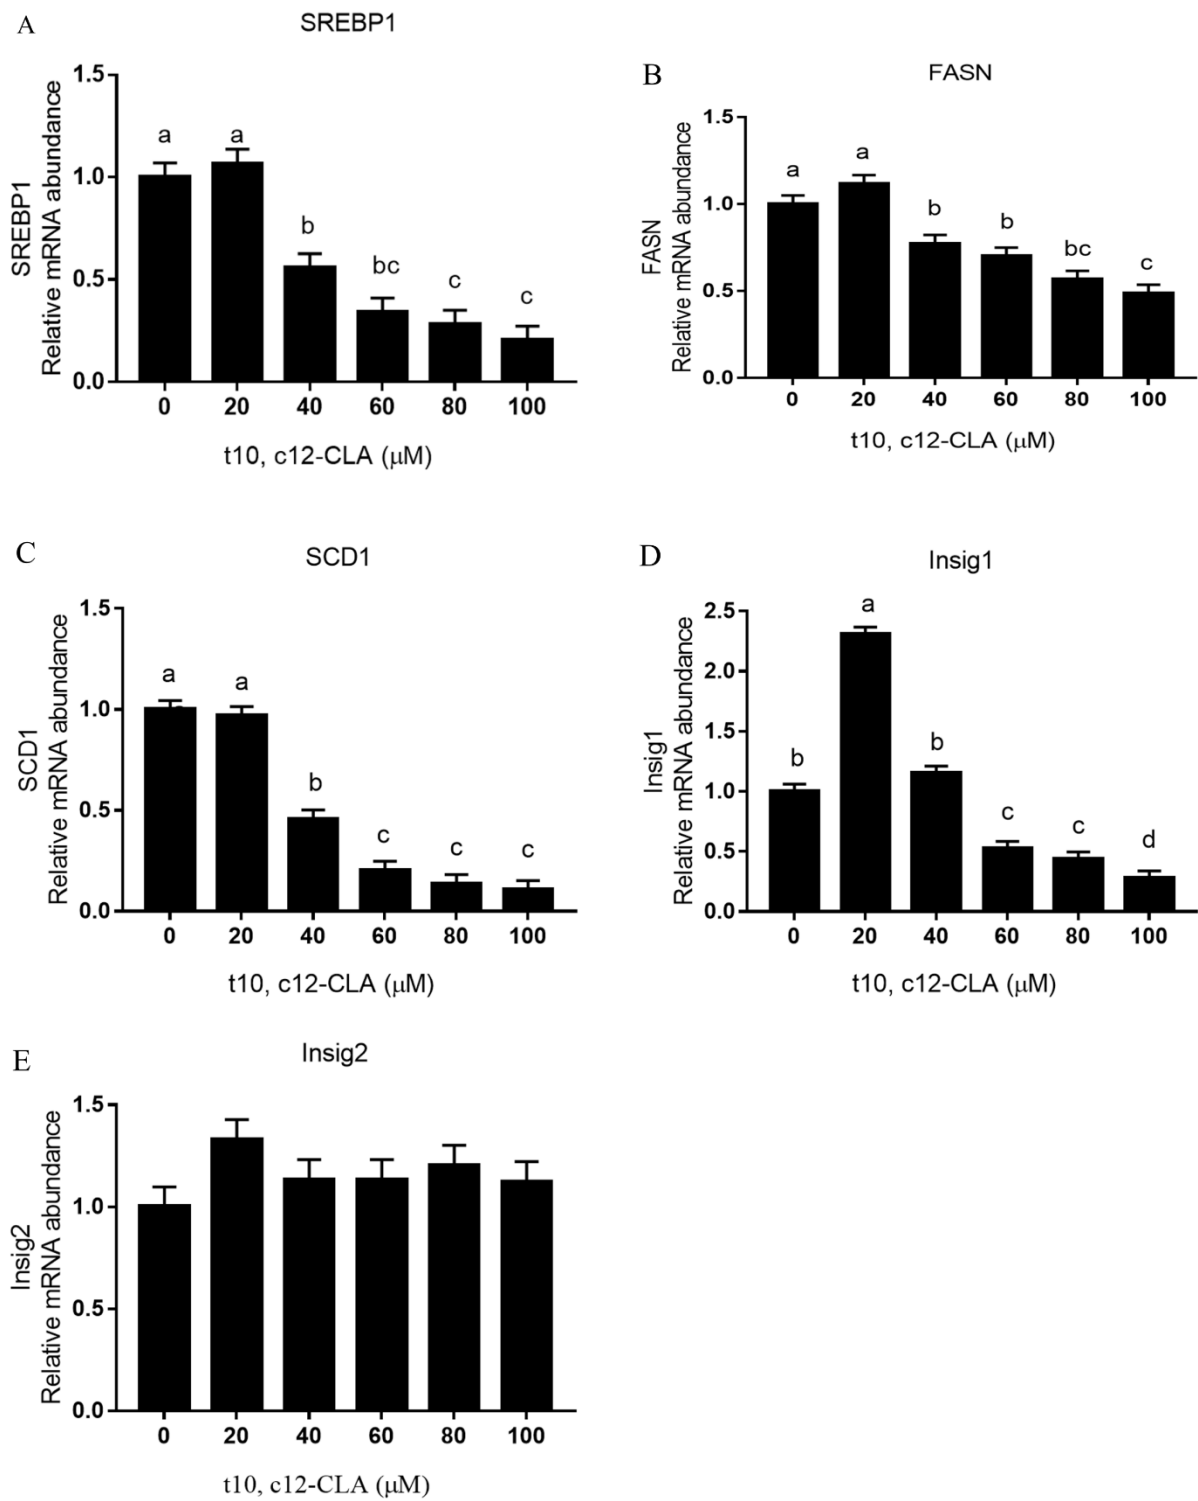 A
SREBP1
SREBP1
Relative mRNA abundance
1.5
1.0
0.5
0.0
a
a
b
bc
c
c
0 20 40 60 80 100
t10, c12-CLA (μM)
B
FASN
FASN
Relative mRNA abundance
1.5
1.0
0.5
0.0
a
a
b
b
bc
c
0 20 40 60 80 100
t10, c12-CLA (μM)
C
SCD1
SCD1
Relative mRNA abundance
1.5
1.0
0.5
0.0
a
a
b
c
c
c
0 20 40 60 80 100
t10, c12-CLA (μM)
D
Insig1
Insig1
Relative mRNA abundance
2.5
2.0
1.5
1.0
0.5
0.0
b
a
b
c
c
d
0 20 40 60 80 100
t10, c12-CLA (μM)
E
Insig2
Insig2
Relative mRNA abundance
1.5
1.0
0.5
0.0
0 20 40 60 80 100
t10, c12-CLA (μM)